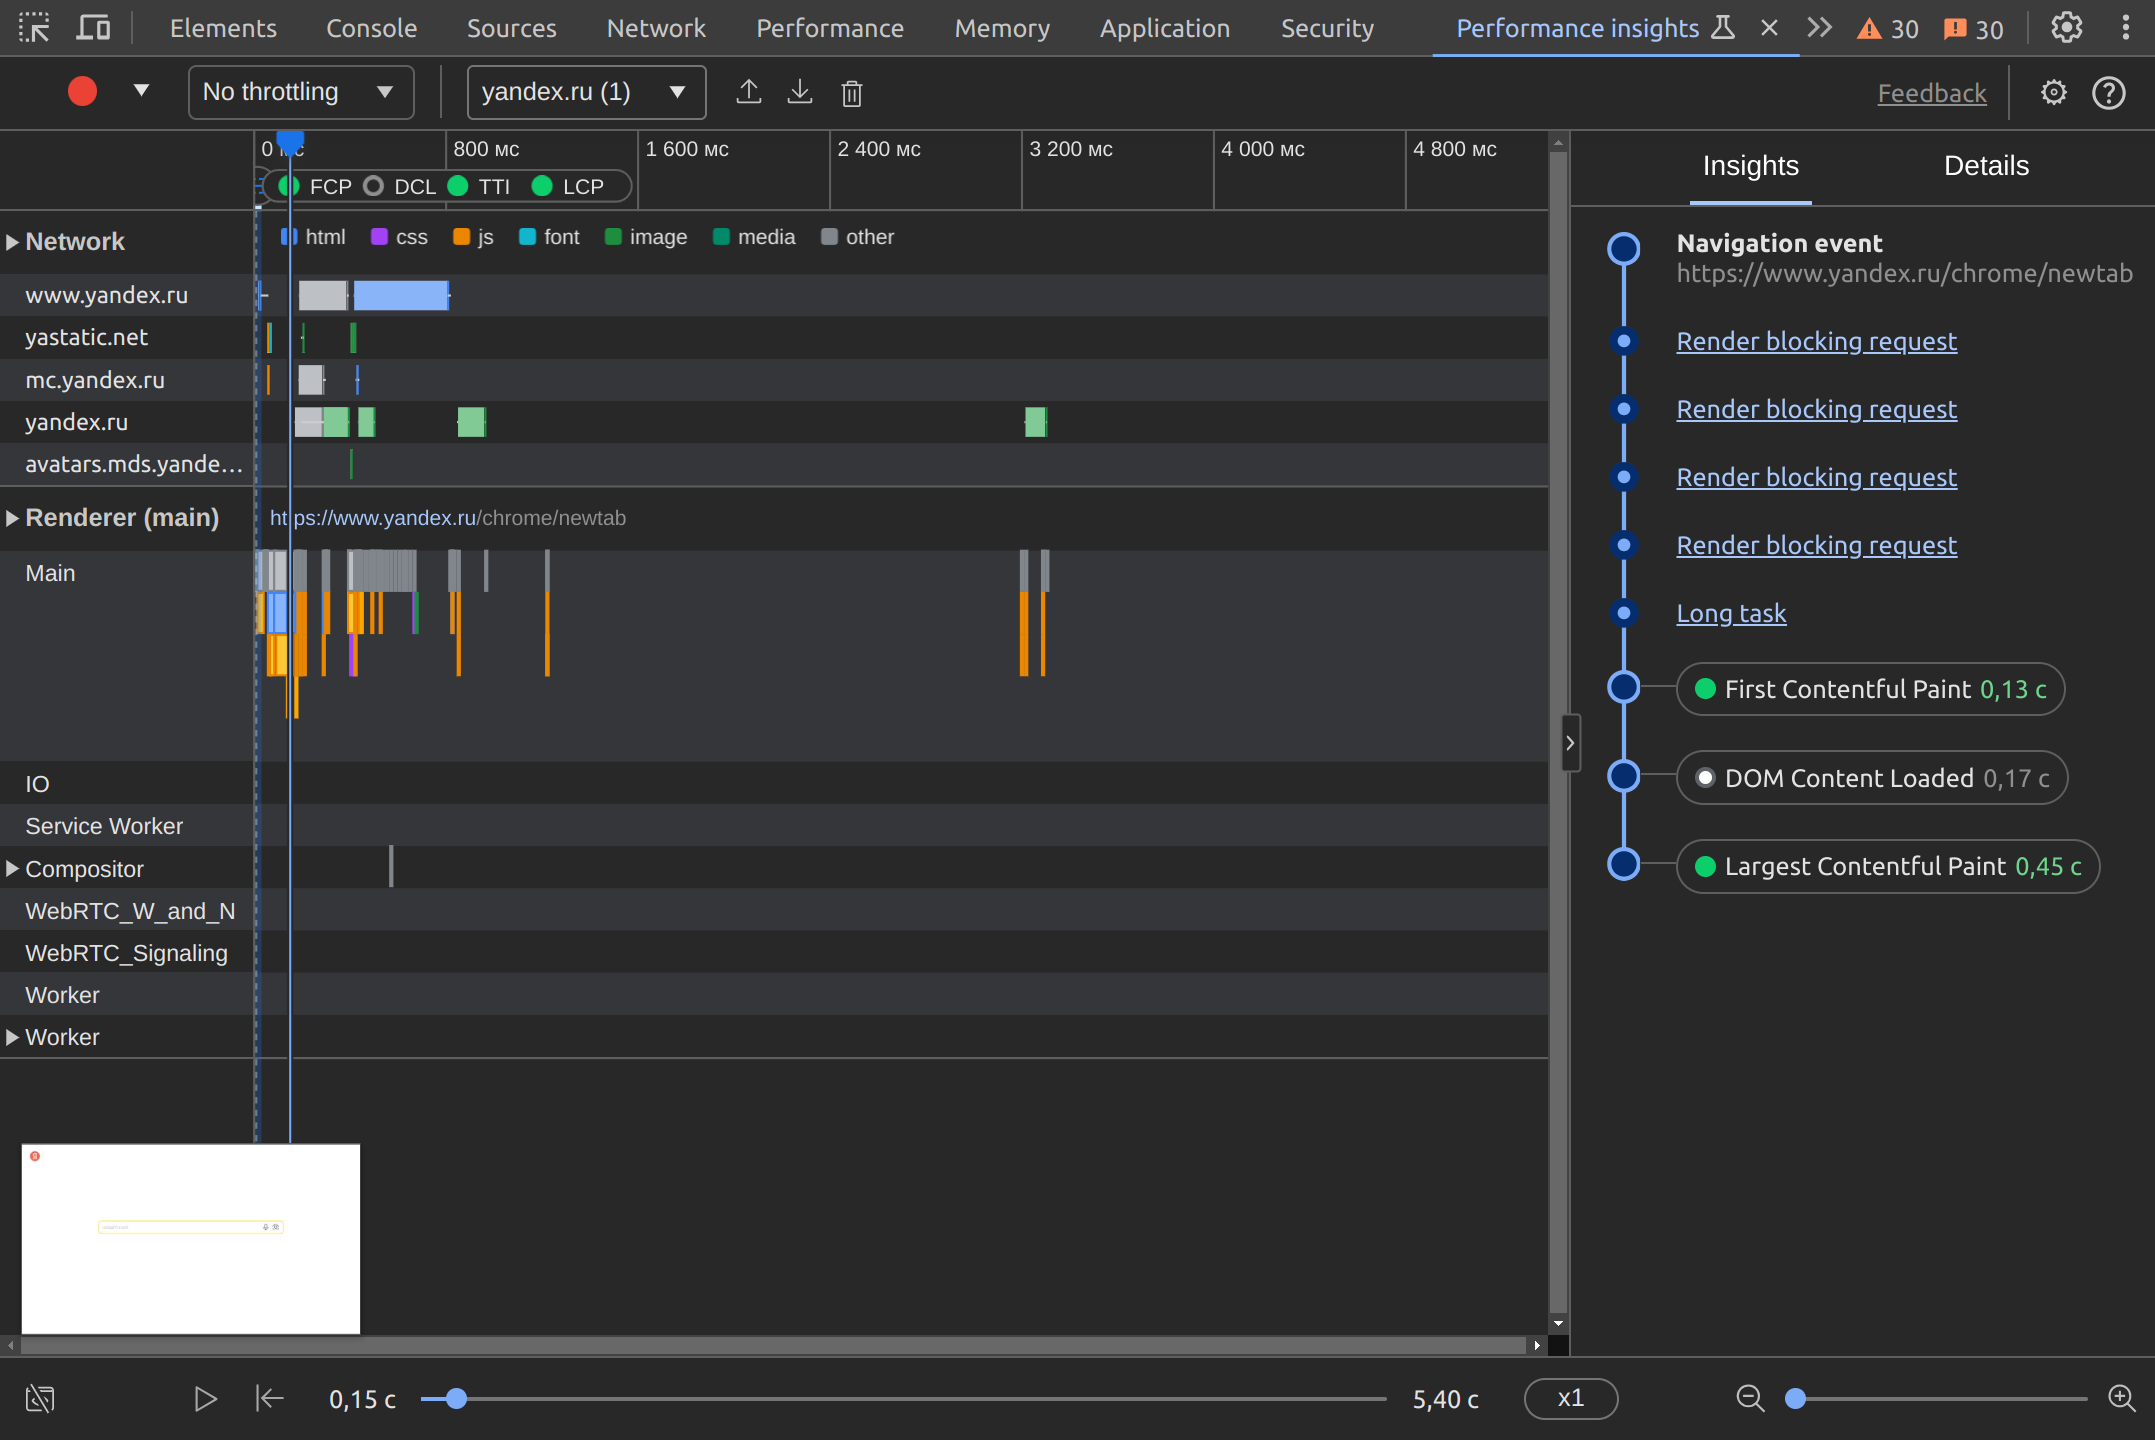 Elements Console Sources Network Performance Memory Application Security Performance insights 30 30
No throttling yandex.ru (1) Feedback
0 мс 800 мс 1 600 мс 2 400 мс 3 200 мс 4 000 мс 4 800 мс
FCP DCL TTI LCP
Network html css js font image media other
www.yandex.ru
yastatic.net
mc.yandex.ru
yandex.ru
avatars.mds.yande...
Renderer (main) https://www.yandex.ru/chrome/newtab
Main
IO
Service Worker
Compositor
WebRTC_W_and_N
WebRTC_Signaling
Worker
Worker
0,15 с 5,40 с x1
Insights Details
Navigation event
https://www.yandex.ru/chrome/newtab
Render blocking request
Render blocking request
Render blocking request
Render blocking request
Long task
First Contentful Paint 0,13 с
DOM Content Loaded 0,17 с
Largest Contentful Paint 0,45 с